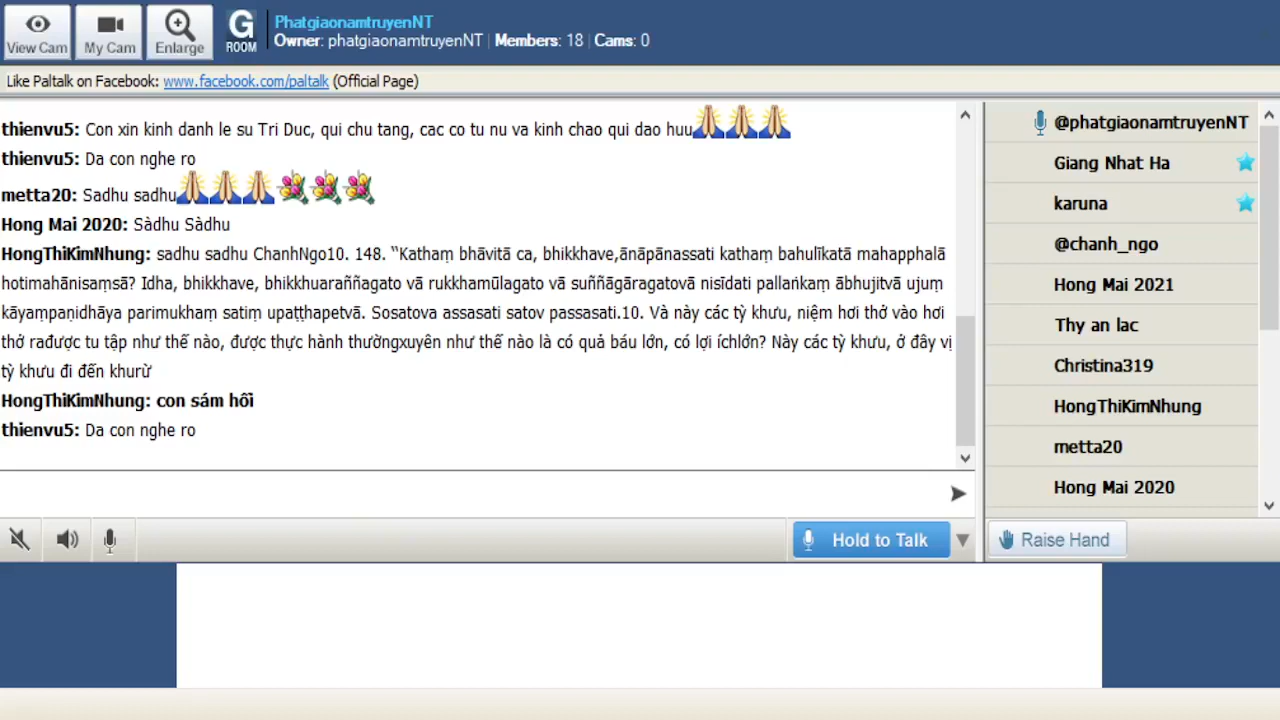 View Cam
My Cam
Enlarge
G
ROOM
PhatgiaonamtruyenNT
Owner: phatgiaonamtruyenNT | Members: 18 | Cams: 0
Like Paltalk on Facebook: www.facebook.com/paltalk (Official Page)
thienvu5: Con xin kinh danh le su Tri Duc, qui chu tang, cac co tu nu va kinh chao qui dao huu
thienvu5: Da con nghe ro
metta20: Sadhu sadhu
Hong Mai 2020: Sàdhu Sàdhu
HongThiKimNhung: sadhu sadhu ChanhNgo10. 148. “Kathaṃ bhāvitā ca, bhikkhave,ānāpānassati kathaṃ bahulīkatā mahapphalā
hotimahānisaṃsā? Idha, bhikkhave, bhikkhuaraññagato vā rukkhamūlagato vā suññāgāragatovā nisīdati pallaṅkaṃ ābhujitvā ujuṃ
kāyaṃpaṇidhāya parimukhaṃ satiṃ upaṭṭhapetvā. Sosatova assasati satov passasati.10. Và này các tỳ khưu, niệm hơi thở vào hơi
thở rađược tu tập như thế nào, được thực hành thườngxuyên như thế nào là có quả báu lớn, có lợi íchlớn? Này các tỳ khưu, ở đây vị
tỳ khưu đi đến khurừ
HongThiKimNhung: con sám hối
thienvu5: Da con nghe ro
Hold to Talk
@phatgiaonamtruyenNT
Giang Nhat Ha
karuna
@chanh_ngo
Hong Mai 2021
Thy an lac
Christina319
HongThiKimNhung
metta20
Hong Mai 2020
Raise Hand